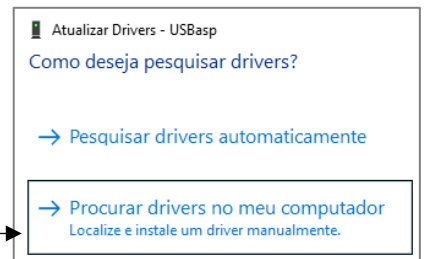 Atualizar Drivers - USBasp
Como deseja pesquisar drivers?
→ Pesquisar drivers automaticamente
→ Procurar drivers no meu computador
Localize e instale um driver manualmente.